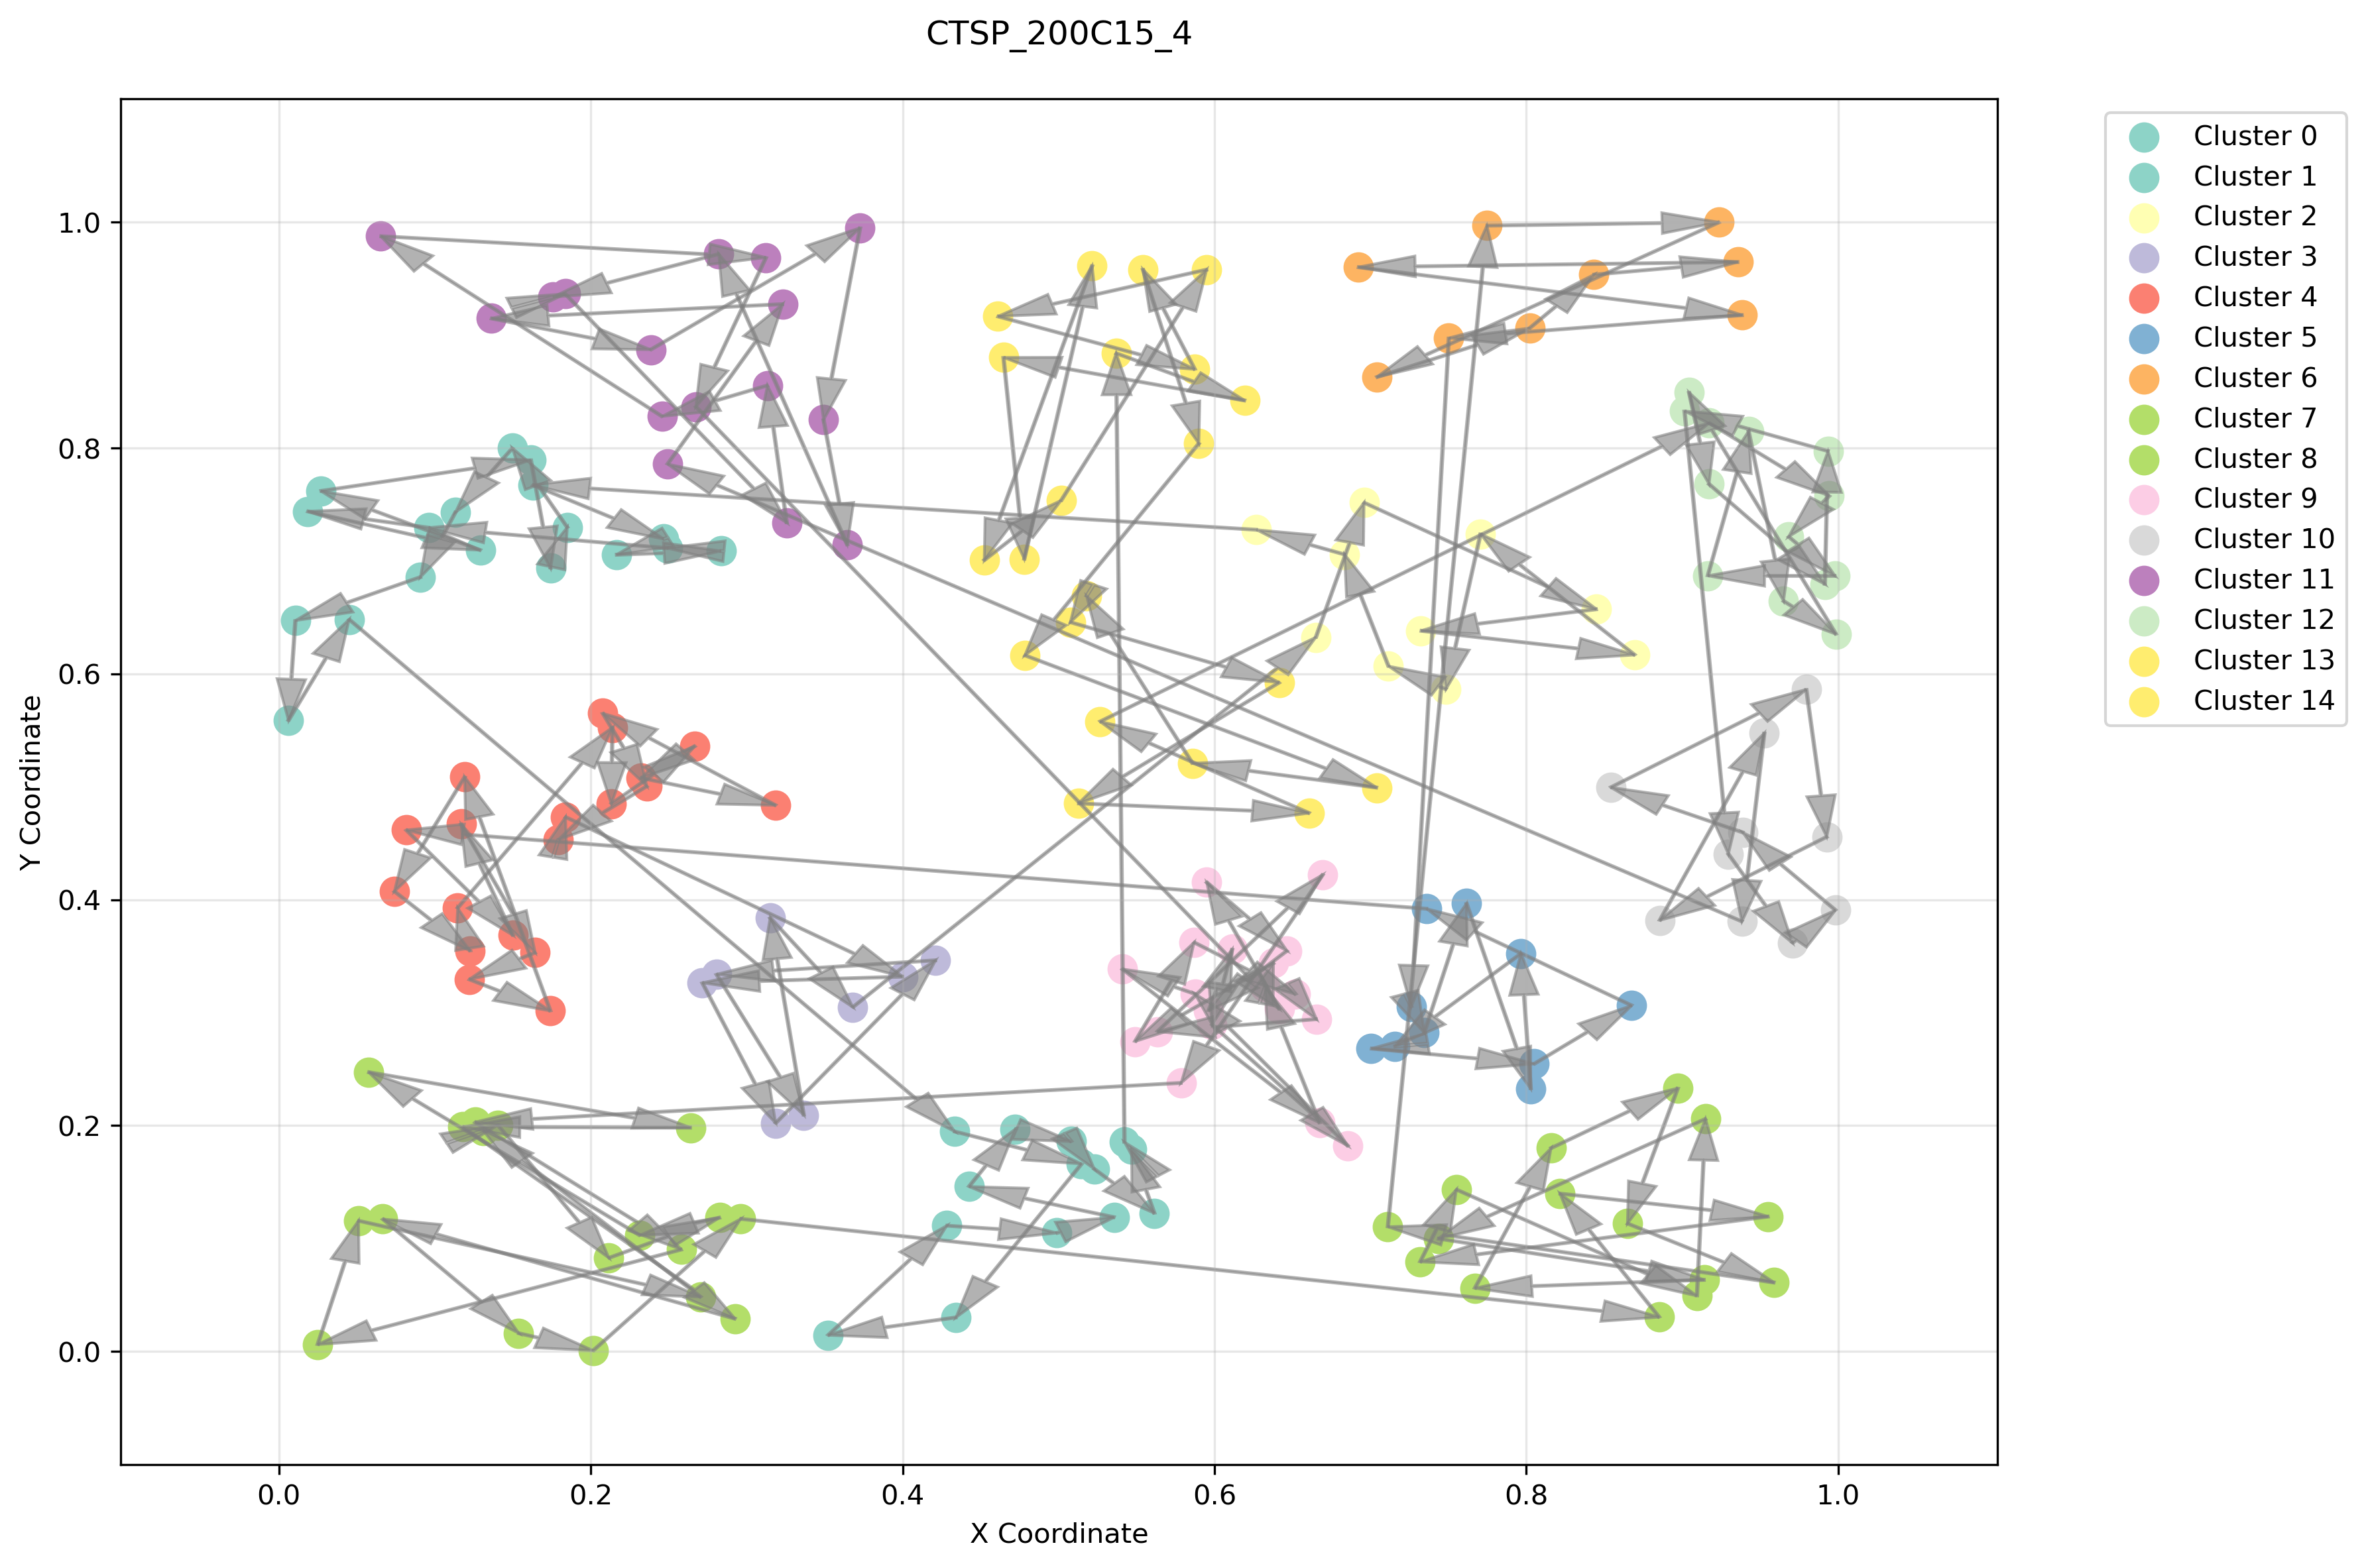 CTSP_200C15_4
Cluster 0
Cluster 1
Cluster 2
Cluster 3
Cluster 4
Cluster 5
Cluster 6
Cluster 7
Cluster 8
Cluster 9
Cluster 10
Cluster 11
Cluster 12
Cluster 13
Cluster 14
Y Coordinate
1.0
0.8
0.6
0.4
0.2
0.0
0.0 0.2 0.4 0.6 0.8 1.0
X Coordinate